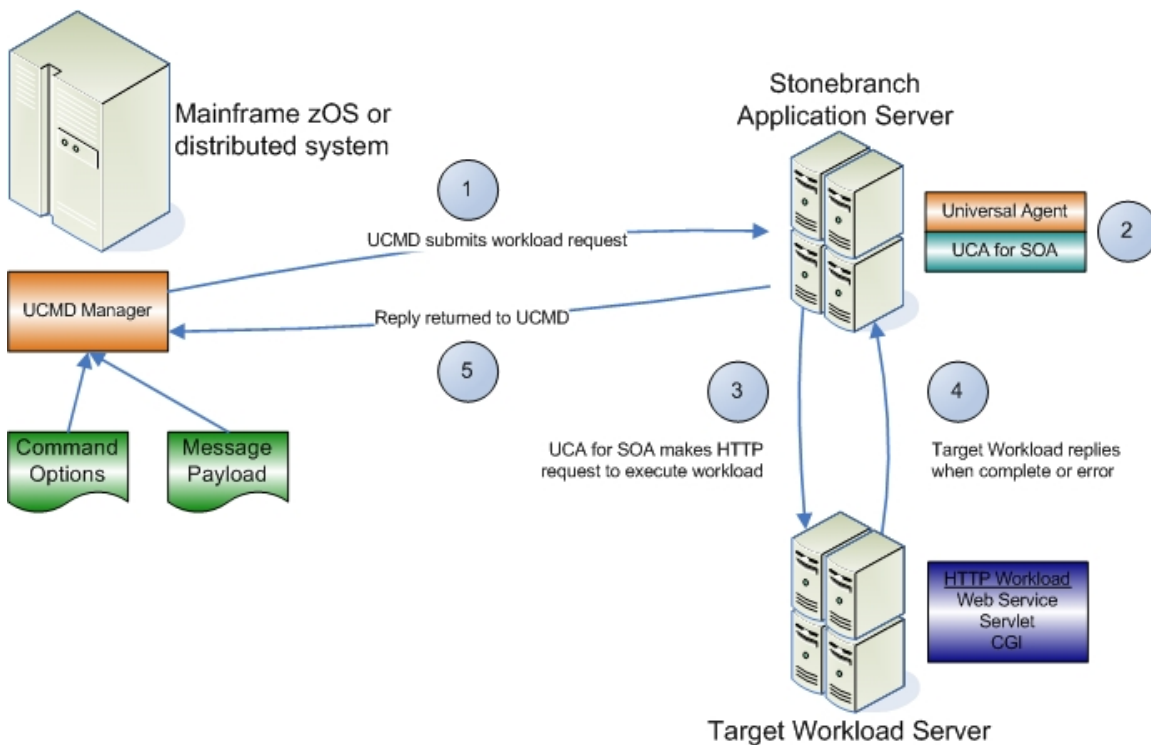 Mainframe zOS or
distributed system
Stonebranch
Application Server
1
UCMD submits workload request
Universal Agent
UCA for SOA
2
UCMD Manager
Reply returned to UCMD
5
3
4
Command
Options
Message
Payload
UCA for SOA makes HTTP
request to execute workload
Target Workload replies
when complete or error
HTTP Workload
Web Service
Servlet
CGI
Target Workload Server